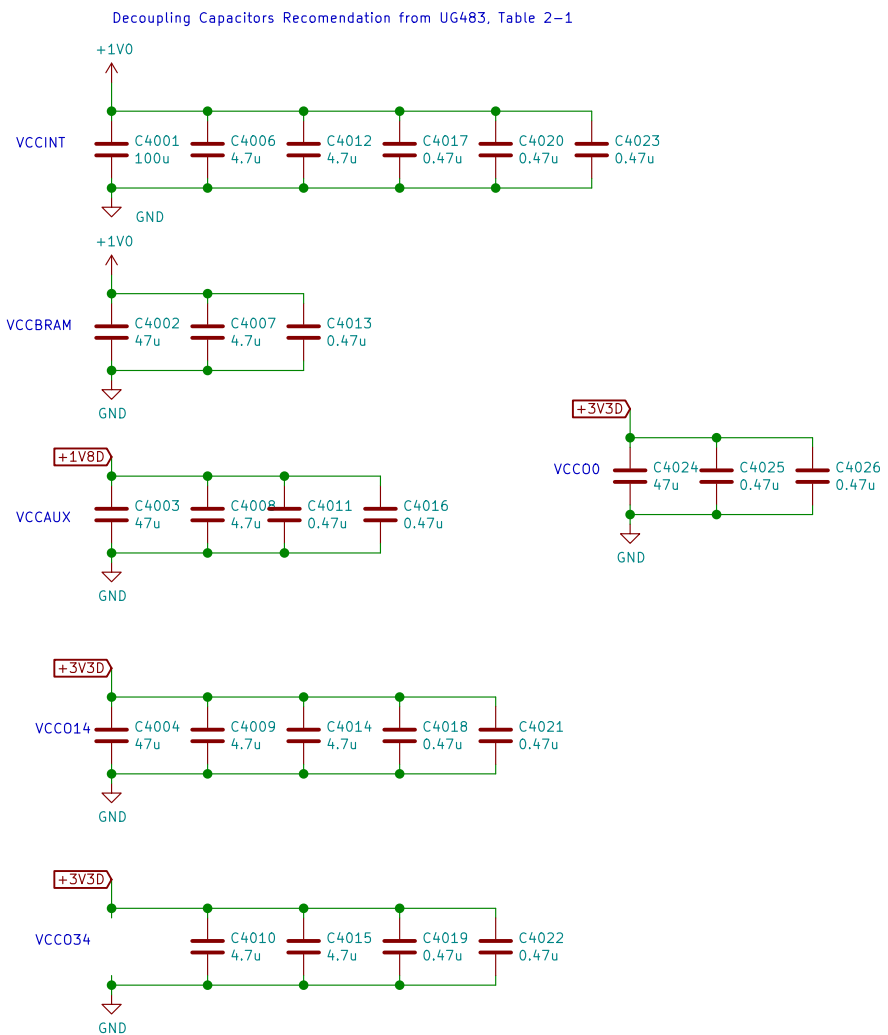 Decoupling Capacitors Recomendation from UG483, Table 2-1
+1V0
VCCINT
C4001
100u
C4006
4.7u
C4012
4.7u
C4017
0.47u
C4020
0.47u
C4023
0.47u
GND
+1V0
VCCBRAM
C4002
47u
C4007
4.7u
C4013
0.47u
GND
+3V3D
VCCO0
C4024
47u
C4025
0.47u
C4026
0.47u
GND
+1V8D
VCCAUX
C4003
47u
C4008
4.7u
C4011
0.47u
C4016
0.47u
GND
+3V3D
VCCO14
C4004
47u
C4009
4.7u
C4014
4.7u
C4018
0.47u
C4021
0.47u
GND
+3V3D
VCCO34
C4010
4.7u
C4015
4.7u
C4019
0.47u
C4022
0.47u
GND